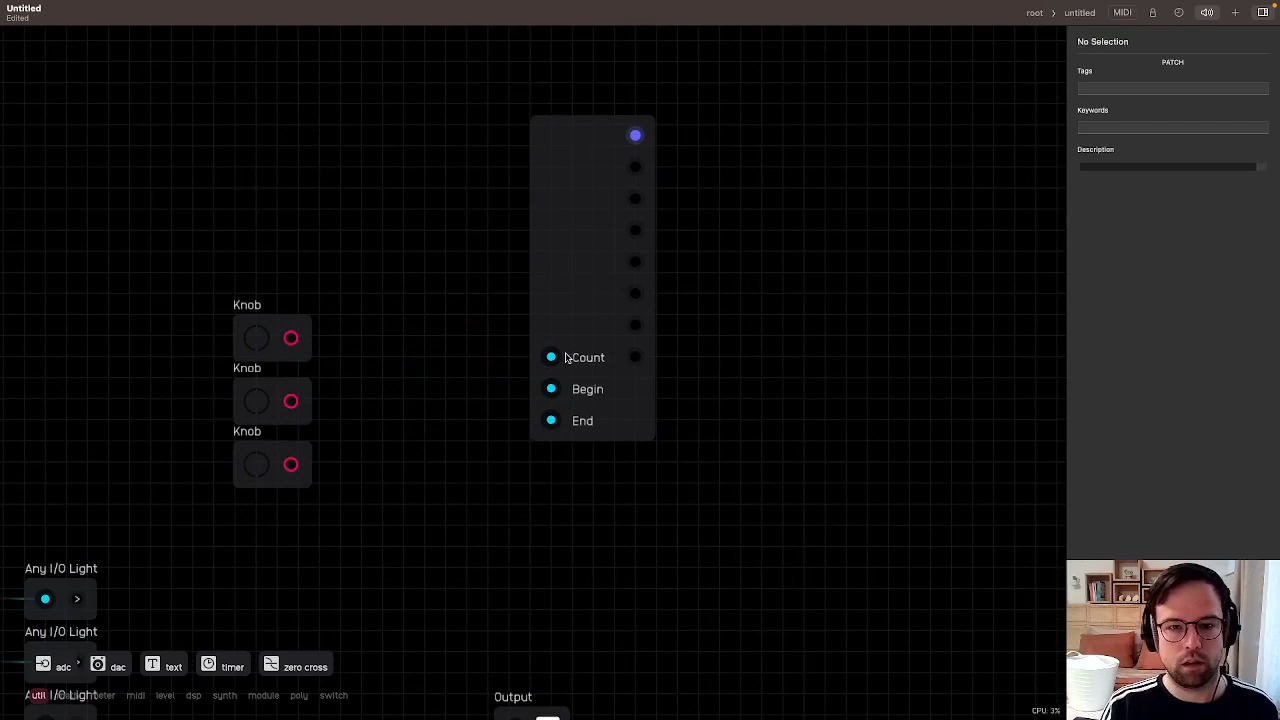 Untitled
Edited
root > untitled MIDI
No Selection
PATCH
Tags
Keywords
Description
Count
Begin
End
Knob
Knob
Knob
Any I/O Light
Any I/O Light
adc dac text timer zero cross
util midi level dsp synth module poly switch
Output
CPU: 3%